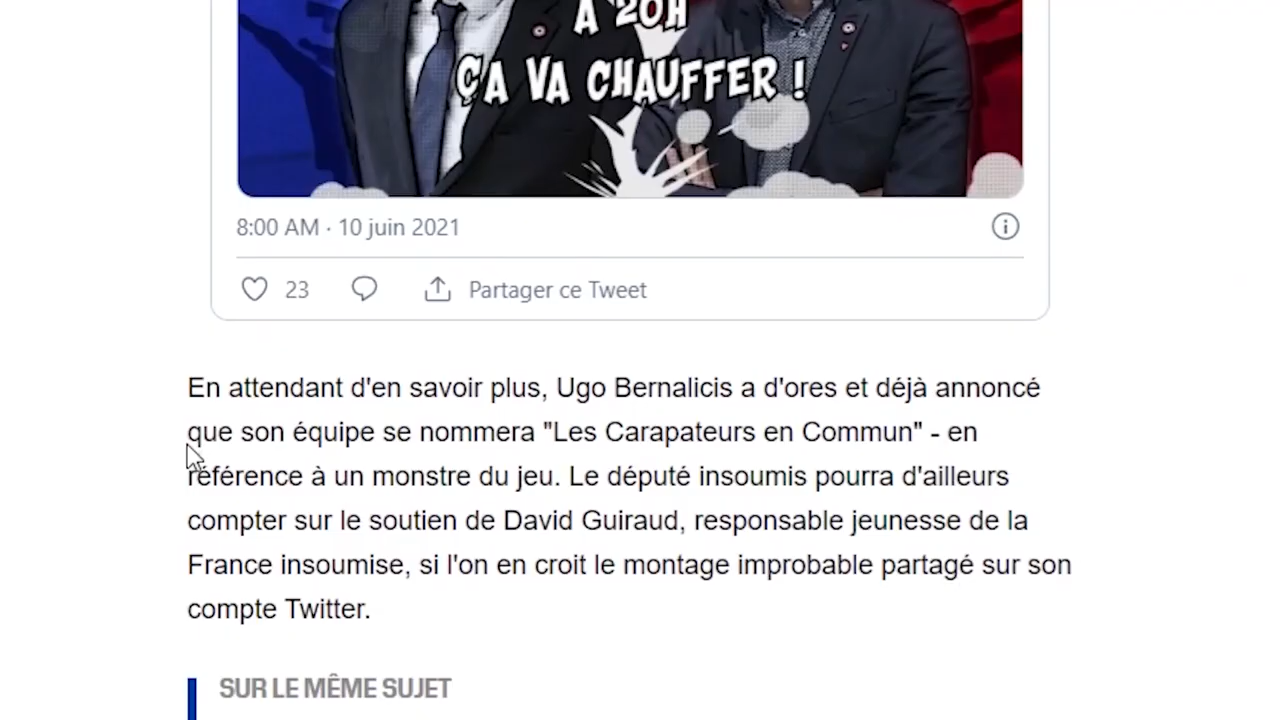 À 20H
ÇA VA CHAUFFER !
8:00 AM · 10 juin 2021
23
Partager ce Tweet
En attendant d'en savoir plus, Ugo Bernalicis a d'ores et déjà annoncé
que son équipe se nommera "Les Carapateurs en Commun" - en
référence à un monstre du jeu. Le député insoumis pourra d'ailleurs
compter sur le soutien de David Guiraud, responsable jeunesse de la
France insoumise, si l'on en croit le montage improbable partagé sur son
compte Twitter.
SUR LE MÊME SUJET